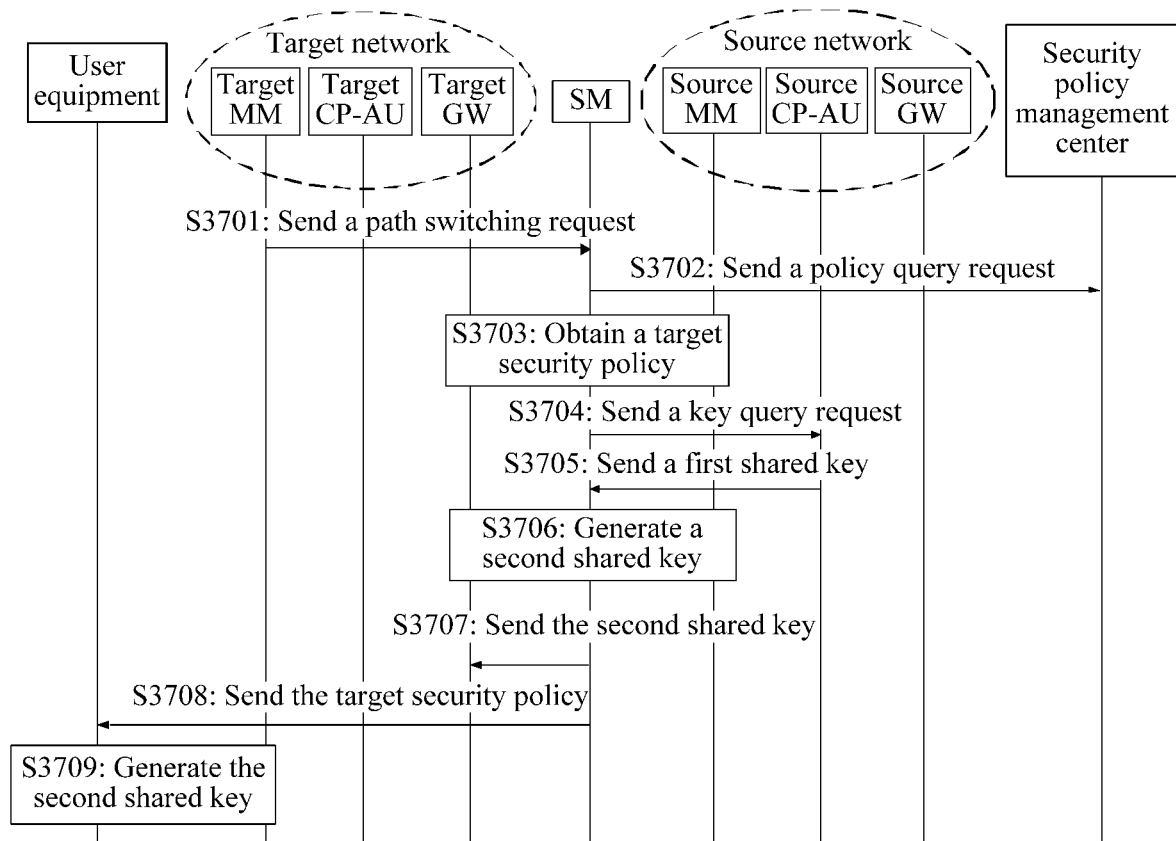 User
equipment
Target network
Target
MM
Target
CP-AU
Target
GW
SM
Source network
Source
MM
Source
CP-AU
Source
GW
Security
policy
management
center
S3701: Send a path switching request
S3702: Send a policy query request
S3703: Obtain a target
security policy
S3704: Send a key query request
S3705: Send a first shared key
S3706: Generate a
second shared key
S3707: Send the second shared key
S3708: Send the target security policy
S3709: Generate the
second shared key